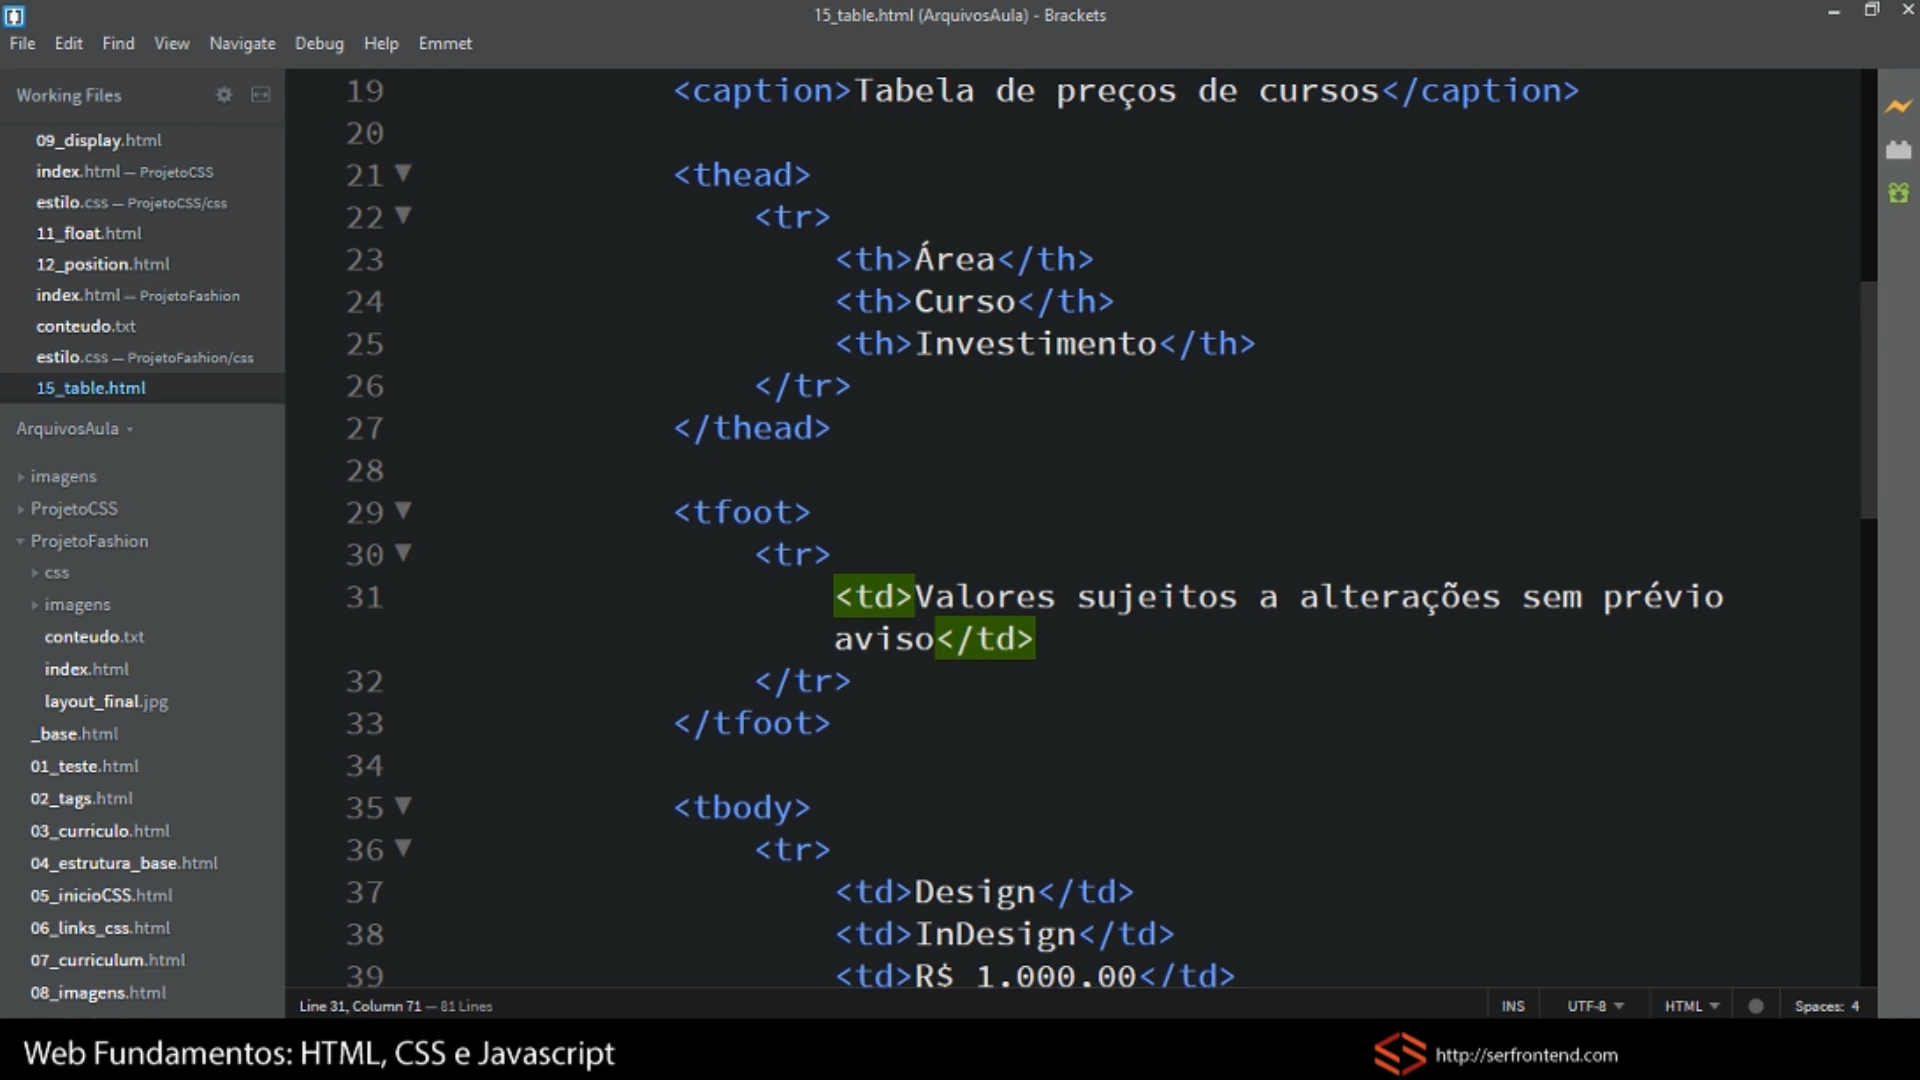 15_table.html (ArquivosAula) - Brackets
File Edit Find View Navigate Debug Help Emmet
Working Files
09_display.html
index.html — ProjetoCSS
estilo.css — ProjetoCSS/css
11_float.html
12_position.html
index.html — ProjetoFashion
conteudo.txt
estilo.css — ProjetoFashion/css
15_table.html
ArquivosAula
imagens
ProjetoCSS
ProjetoFashion
css
imagens
conteudo.txt
index.html
layout_final.jpg
_base.html
01_teste.html
02_tags.html
03_curriculo.html
04_estrutura_base.html
05_inicioCSS.html
06_links_css.html
07_curriculum.html
08_imagens.html
19 <caption>Tabela de preços de cursos</caption>
20
21 <thead>
22 <tr>
23 <th>Área</th>
24 <th>Curso</th>
25 <th>Investimento</th>
26 </tr>
27 </thead>
28
29 <tfoot>
30 <tr>
31 <td>Valores sujeitos a alterações sem prévio
aviso</td>
32 </tr>
33 </tfoot>
34
35 <tbody>
36 <tr>
37 <td>Design</td>
38 <td>InDesign</td>
39 <td>R$ 1.000.00</td>
Line 31, Column 71 — 81 Lines
INS UTF-8 HTML Spaces: 4
Web Fundamentos: HTML, CSS e Javascript
http://serfrontend.com